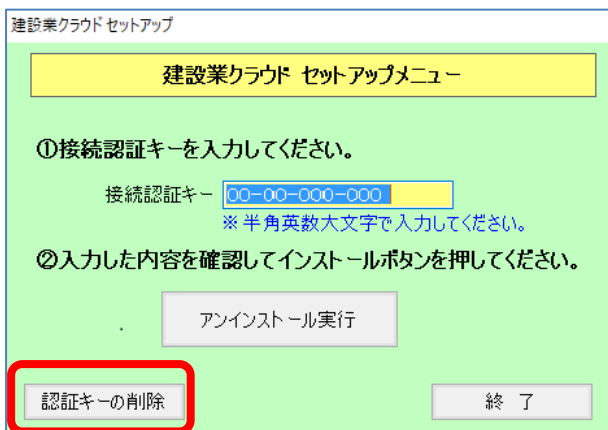 建設業クラウド セットアップ
建設業クラウド セットアップメニュー
①接続認証キーを入力してください。
接続認証キー 00-00-000-000
※半角英数大文字で入力してください。
②入力した内容を確認してインストールボタンを押してください。
アンインストール実行
認証キーの削除
終 了